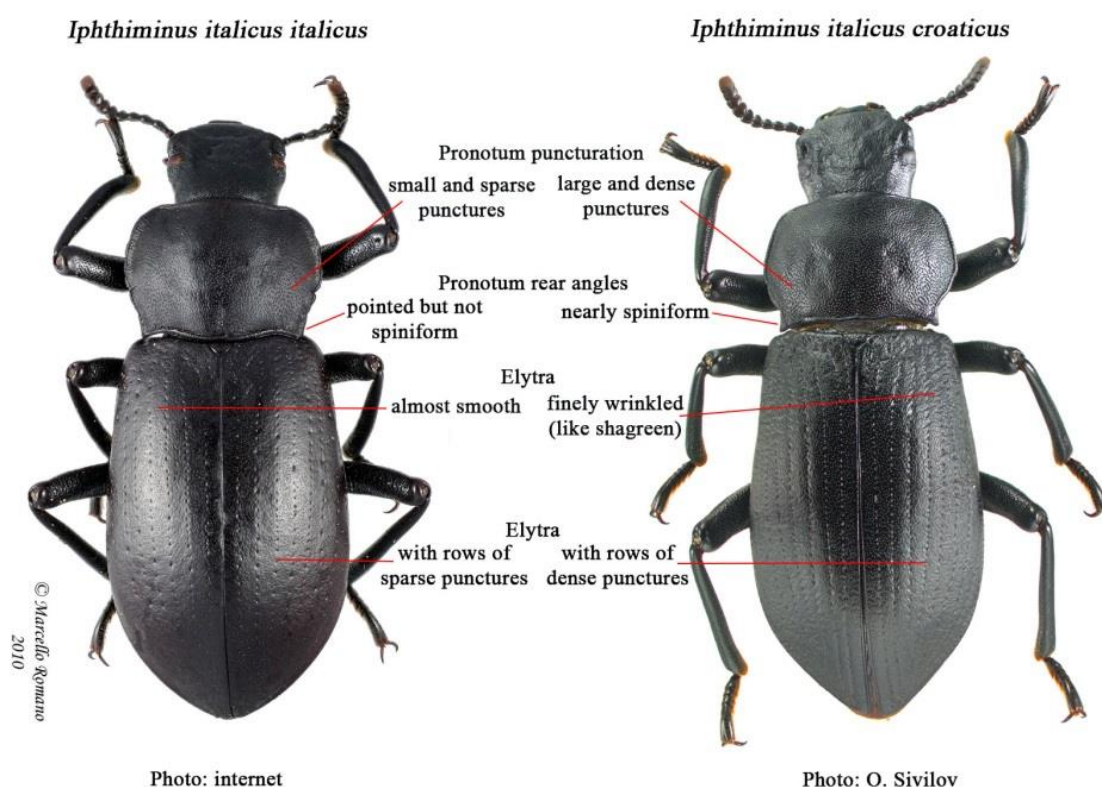 Iphthiminus italicus italicus
Iphthiminus italicus croaticus
Pronotum puncturation
small and sparse
punctures
large and dense
punctures
Pronotum rear angles
pointed but not
spiniform
nearly spiniform
Elytra
almost smooth
finely wrinkled
(like shagreen)
Elytra
with rows of
sparse punctures
with rows of
dense punctures
© Marcello Romano
2010
Photo: internet
Photo: O. Sivilov